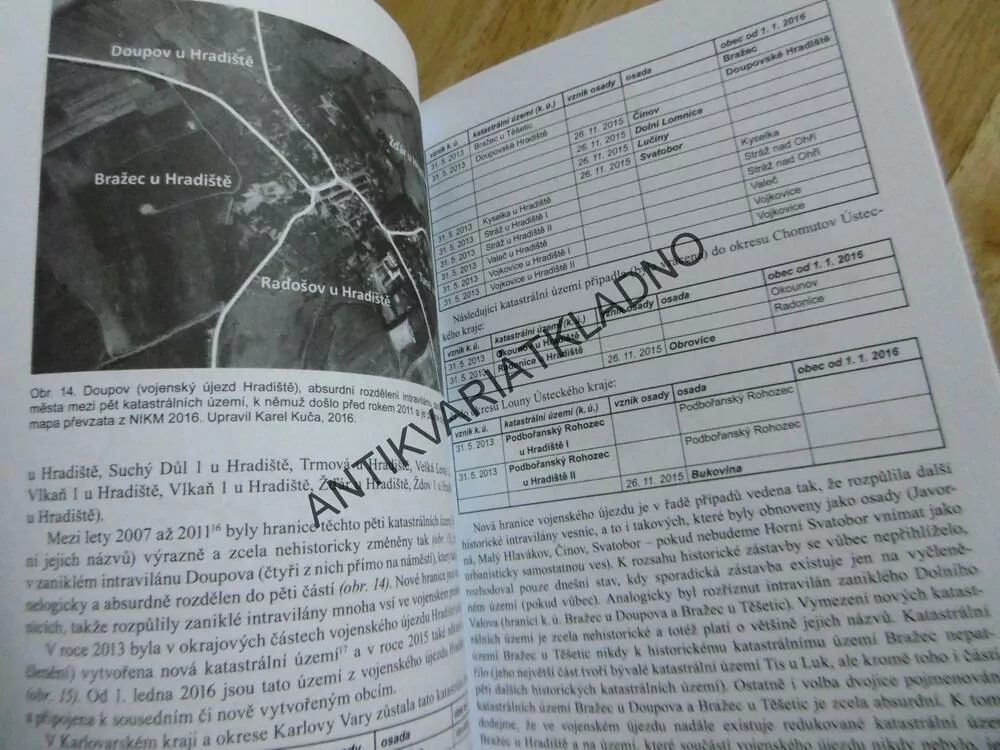 Doupov u Hradiště
Bražec u Hradiště
Radošov u Hradiště
Obr. 14. Doupov (vojenský újezd Hradiště), absurdní rozdělení intravilánu
města mezi pět katastrálních území, k němuž došlo před rokem 2011 a je
mapa převzata z NIKM 2016. Upravil Karel Kuča, 2016.
u Hradiště, Suchý Důl 1 u Hradiště, Trmová u Hradiště, Velká
Vlkaň 1 u Hradiště, Vlkaň 1 u Hradiště, Žďár u Hradiště, Ždov 1 u
u Hradiště).
Mezi lety 2007 až 2011¹⁶ byly hranice těchto pěti katastrálních
ní jejich názvů) výrazně a zcela nehistoricky změněny tak (obr.
v zaniklém intravilánu Doupova (čtyři z nich přímo na náměstí),
nelogicky a absurdně rozdělen do pěti částí (obr. 14). Nové hranice
nicích, takže rozpůlily zaniklé intravilány mnoha vsí ve vojenském
V roce 2013 byla v okrajových částech vojenského újezdu Hradiště
členění) vytvořena nová katastrální území¹⁷ a v roce 2015 také
(obr. 15). Od 1. ledna 2016 jsou tato území z vojenského újezdu
a připojena k sousedním či nově vytvořeným obcím.
V Karlovarském kraji a okrese Karlovy Vary zůstala tato
osada
vznik k.ú. katastrální území (k.ú.) vznik osady osada obec od 1. 1. 2016
31. 5. 2013 Bražec u Těšetic Bražec
31. 5. 2013 Doupovské Hradiště Doupovské Hradiště
26. 11. 2015 Činov
26. 11. 2015 Dolní Lomnice
26. 11. 2015 Lučiny
26. 11. 2015 Svatobor
31. 5. 2013 Kyselka u Hradiště Kyselka
31. 5. 2013 Stráž u Hradiště I Stráž nad Ohří
31. 5. 2013 Stráž u Hradiště II Stráž nad Ohří
31. 5. 2013 Valeč u Hradiště Valeč
31. 5. 2013 Vojkovice u Hradiště I Vojkovice
31. 5. 2013 Vojkovice u Hradiště II Vojkovice
Následující katastrální území připadla do okresu Chomutov Ústec-
kého kraje:
vznik k.ú. katastrální území (k.ú.) vznik osady osada obec od 1. 1. 2016
31. 5. 2013 Okounov u Hradiště Okounov
31. 5. 2013 Radonice u Hradiště Radonice
26. 11. 2015 Obrovice
do okresu Louny Ústeckého kraje:
vznik k.ú. katastrální území (k.ú.) vznik osady osada obec od 1. 1. 2016
31. 5. 2013 Podbořanský Rohozec Podbořanský Rohozec
u Hradiště I
31. 5. 2013 Podbořanský Rohozec Podbořanský Rohozec
u Hradiště II
26. 11. 2015 Bukovina
Nová hranice vojenského újezdu je v řadě případů vedena tak, že rozpůlila další
historické intravilány vesnic, a to i takových, které byly obnoveny jako osady (Javor-
ná, Malý Hlavákov, Činov, Svatobor – pokud nebudeme Horní Svatobor vnímat jako
urbanisticky samostatnou ves). K rozsahu historické zástavby se vůbec nepřihlíželo,
rozhodoval pouze dnešní stav, kdy sporadická zástavba existuje jen na vyčleně-
ném území (pokud vůbec). Analogicky byl rozříznut intravilán zaniklého Dolního
Valova (hranicí k.ú. Bražec u Doupova a Bražec u Těšetic). Vymezení nových katast-
rálních území je zcela nehistorické a totéž platí o většině jejich názvů. Katastrální
území Bražec u Těšetic nikdy k historickému katastrálnímu území Bražec nepat-
řilo (jeho největší část tvoří bývalé katastrální území Tis u Luk, ale kromě toho i části
pěti dalších historických katastrálních území). Ostatně i volba dvojice pojmenování
katastrálních území Bražec u Doupova a Bražec u Těšetic je zcela absurdní. K tom
dodejme, že ve vojenském újezdu nadále existuje redukované katastrální území
Bražec u Hradiště a na území, které součástí vojenského
ANTIKVARIATKLADNO